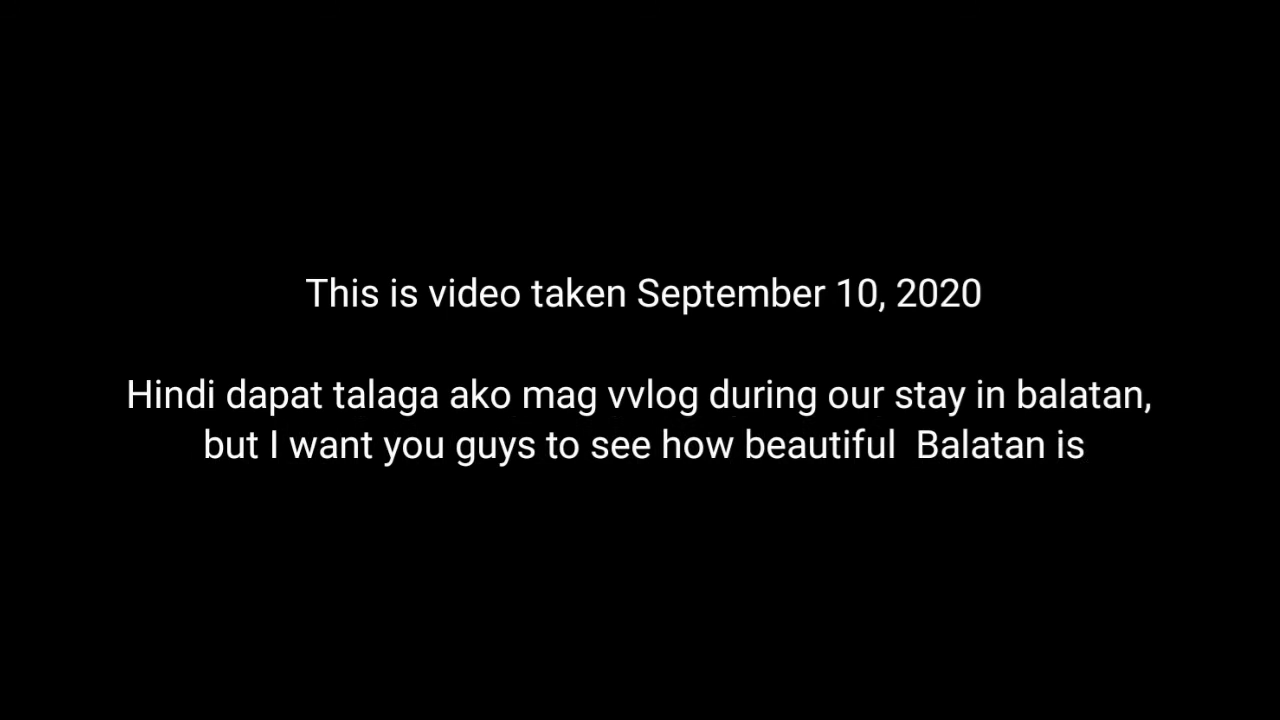 This is video taken September 10, 2020
Hindi dapat talaga ako mag vvlog during our stay in balatan,
but I want you guys to see how beautiful  Balatan is